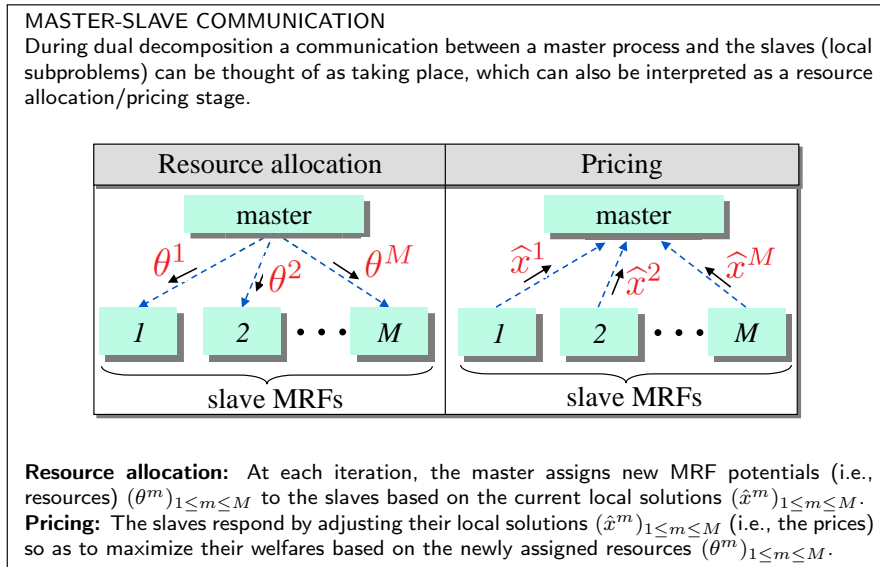 MASTER-SLAVE COMMUNICATION
During dual decomposition a communication between a master process and the slaves (local
subproblems) can be thought of as taking place, which can also be interpreted as a resource
allocation/pricing stage.
Resource allocation
master
θ^1
θ^2
θ^M
1
2
• • •
M
slave MRFs
Pricing
master
x̂^1
x̂^2
x̂^M
1
2
• • •
M
slave MRFs
Resource allocation: At each iteration, the master assigns new MRF potentials (i.e.,
resources) (θ^m)_{1≤m≤M} to the slaves based on the current local solutions (x̂^m)_{1≤m≤M}.
Pricing: The slaves respond by adjusting their local solutions (x̂^m)_{1≤m≤M} (i.e., the prices)
so as to maximize their welfares based on the newly assigned resources (θ^m)_{1≤m≤M}.